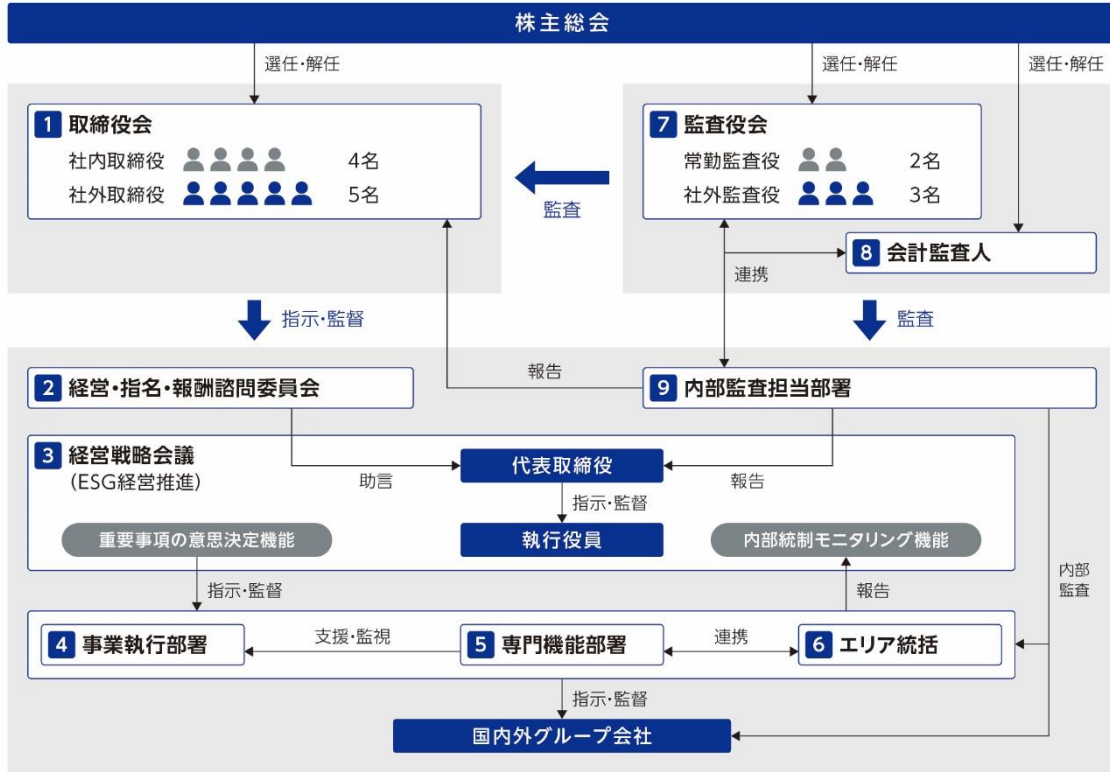 株主総会
選任・解任
選任・解任
選任・解任
1 取締役会
社内取締役 4名
社外取締役 5名
監査
7 監査役会
常勤監査役 2名
社外監査役 3名
8 会計監査人
連携
指示・監督
監査
2 経営・指名・報酬諮問委員会
報告
9 内部監査担当部署
3 経営戦略会議
(ESG経営推進)
助言
代表取締役
報告
指示・監督
重要事項の意思決定機能
執行役員
内部統制モニタリング機能
指示・監督
報告
内部
監査
4 事業執行部署
支援・監視
5 専門機能部署
連携
6 エリア統括
指示・監督
国内外グループ会社